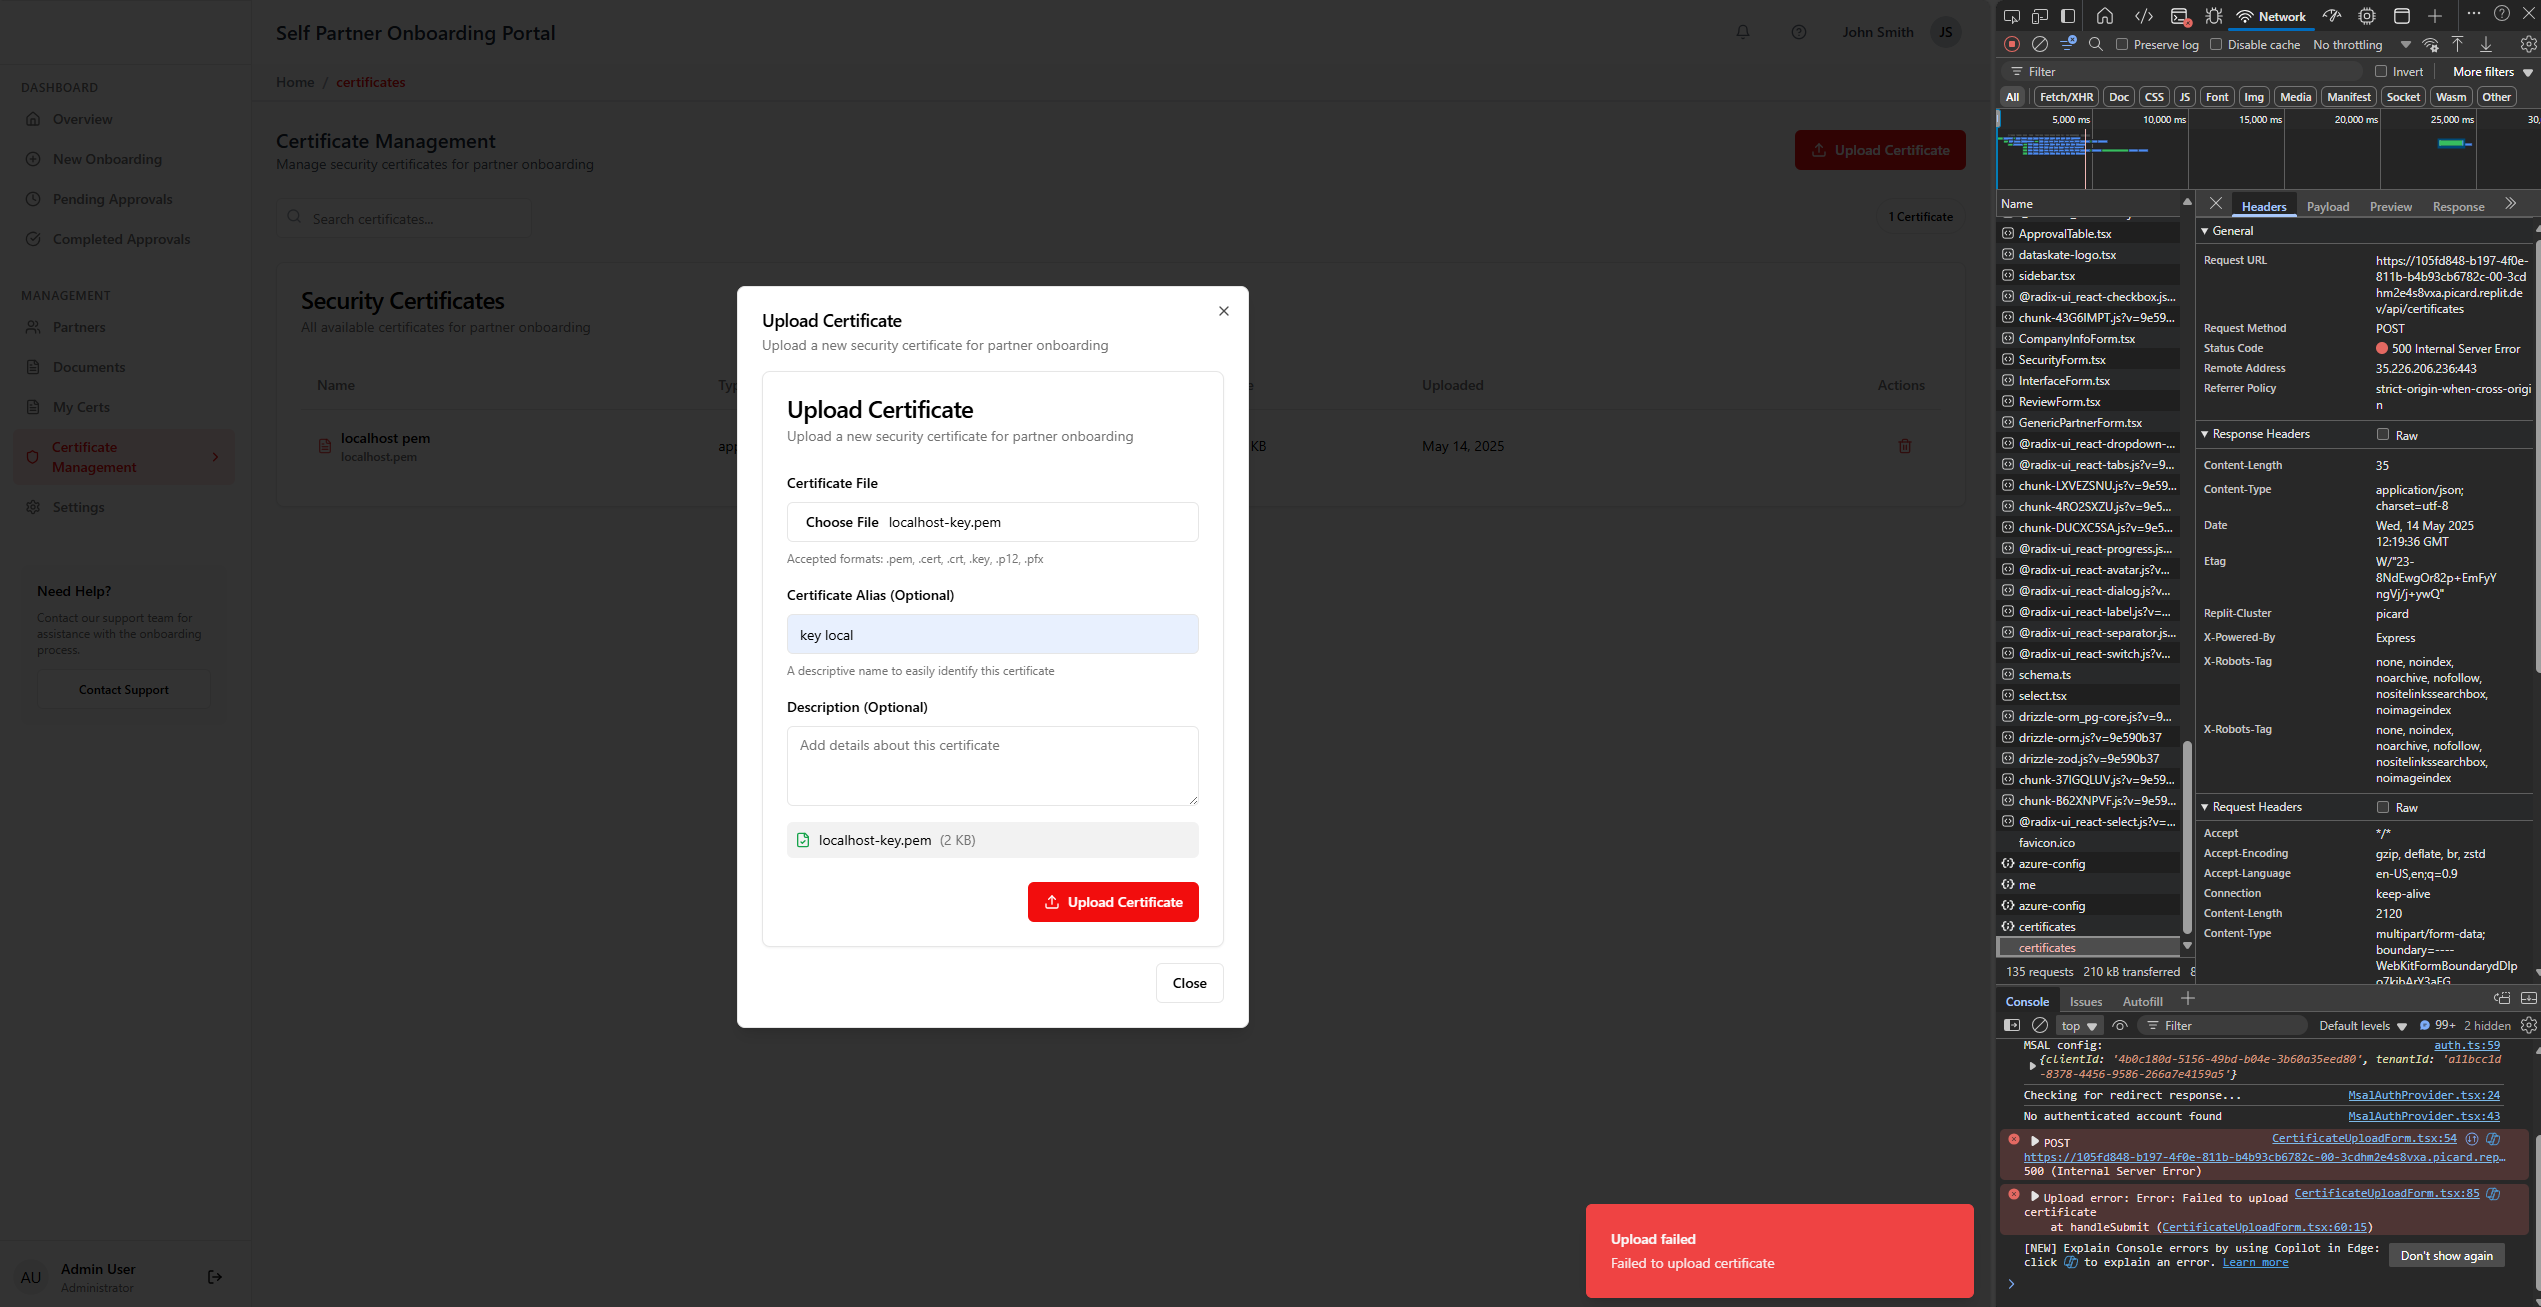 Self Partner Onboarding Portal
John Smith
JS
DASHBOARD
Overview
New Onboarding
Pending Approvals
Completed Approvals
MANAGEMENT
Partners
Documents
My Certs
Certificate
Management
Settings
Need Help?
Contact our support team for
assistance with the onboarding
process.
Contact Support
AU
Admin User
Administrator
Home / certificates
Certificate Management
Manage security certificates for partner onboarding
Upload Certificate
Search certificates...
1 Certificate
Security Certificates
All available certificates for partner onboarding
Name
Uploaded
Actions
localhost pem
localhost.pem
KB
May 14, 2025
Upload Certificate
Upload a new security certificate for partner onboarding
Upload Certificate
Upload a new security certificate for partner onboarding
Certificate File
Choose File localhost-key.pem
Accepted formats: .pem, .cert, .crt, .key, .p12, .pfx
Certificate Alias (Optional)
key local
A descriptive name to easily identify this certificate
Description (Optional)
Add details about this certificate
localhost-key.pem (2 KB)
Upload Certificate
Close
Upload failed
Failed to upload certificate
Network
Preserve log
Disable cache
No throttling
Filter
Invert
More filters
All
Fetch/XHR
Doc
CSS
JS
Font
Img
Media
Manifest
Socket
Wasm
Other
5,000 ms
10,000 ms
15,000 ms
20,000 ms
25,000 ms
30,
Name
ApprovalTable.tsx
dataskate-logo.tsx
sidebar.tsx
@radix-ui_react-checkbox.js...
chunk-43G6IMPT.js?v=9e59...
CompanyInfoForm.tsx
SecurityForm.tsx
InterfaceForm.tsx
ReviewForm.tsx
GenericPartnerForm.tsx
@radix-ui_react-dropdown-...
@radix-ui_react-tabs.js?v=9...
chunk-LXVEZSNU.js?v=9e59...
chunk-4RO2SXZU.js?v=9e5...
chunk-DUCXC5SA.js?v=9e5...
@radix-ui_react-progress.js...
@radix-ui_react-avatar.js?v...
@radix-ui_react-dialog.js?v...
@radix-ui_react-label.js?v=...
@radix-ui_react-separator.js...
@radix-ui_react-switch.js?v...
schema.ts
select.tsx
drizzle-orm_pg-core.js?v=9...
drizzle-orm.js?v=9e590b37
drizzle-zod.js?v=9e590b37
chunk-37IGQLUV.js?v=9e59...
chunk-B62XNPVF.js?v=9e59...
@radix-ui_react-select.js?v=...
favicon.ico
azure-config
me
azure-config
certificates
certificates
135 requests 210 kB transferred 8
Headers
Payload
Preview
Response
General
Request URL
https://105fd848-b197-4f0e-
811b-b4b93cb6782c-00-3cd
hm2e4s8vxa.picard.replit.de
v/api/certificates
Request Method
POST
Status Code
500 Internal Server Error
Remote Address
35.226.206.236:443
Referrer Policy
strict-origin-when-cross-origi
n
Response Headers
Raw
Content-Length
35
Content-Type
application/json;
charset=utf-8
Date
Wed, 14 May 2025
12:19:36 GMT
Etag
W/"23-
8NdEwgOr82p+EmFyY
ngVj/j+ywQ"
Replit-Cluster
picard
X-Powered-By
Express
X-Robots-Tag
none, noindex,
noarchive, nofollow,
nositelinkssearchbox,
noimageindex
X-Robots-Tag
none, noindex,
noarchive, nofollow,
nositelinkssearchbox,
noimageindex
Request Headers
Raw
Accept
*/*
Accept-Encoding
gzip, deflate, br, zstd
Accept-Language
en-US,en;q=0.9
Connection
keep-alive
Content-Length
2120
Content-Type
multipart/form-data;
boundary=----
WebKitFormBoundarydDIp
Console
Issues
Autofill
top
Filter
Default levels
99+
2 hidden
MSAL config:
auth.ts:59
{clientId: '4b0c180d-5156-49bd-b04e-3b60a35eed80', tenantId: 'a11bcc1d
-8378-4456-9586-266a7e4159a5'}
Checking for redirect response...
MsalAuthProvider.tsx:24
No authenticated account found
MsalAuthProvider.tsx:43
POST
CertificateUploadForm.tsx:54
https://105fd848-b197-4f0e-811b-b4b93cb6782c-00-3cdhm2e4s8vxa.picard.rep...
500 (Internal Server Error)
Upload error: Error: Failed to upload
CertificateUploadForm.tsx:85
certificate
at handleSubmit (CertificateUploadForm.tsx:60:15)
[NEW] Explain Console errors by using Copilot in Edge:
click to explain an error. Learn more
Don't show again